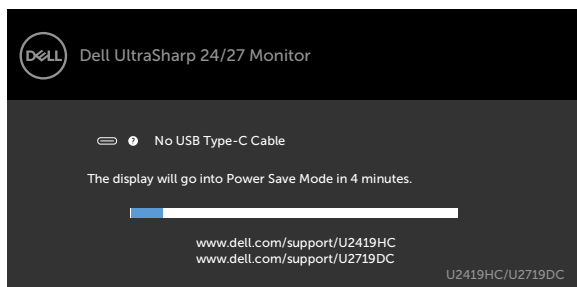 DELL Dell UltraSharp 24/27 Monitor
? No USB Type-C Cable
The display will go into Power Save Mode in 4 minutes.
www.dell.com/support/U2419HC
www.dell.com/support/U2719DC
U2419HC/U2719DC